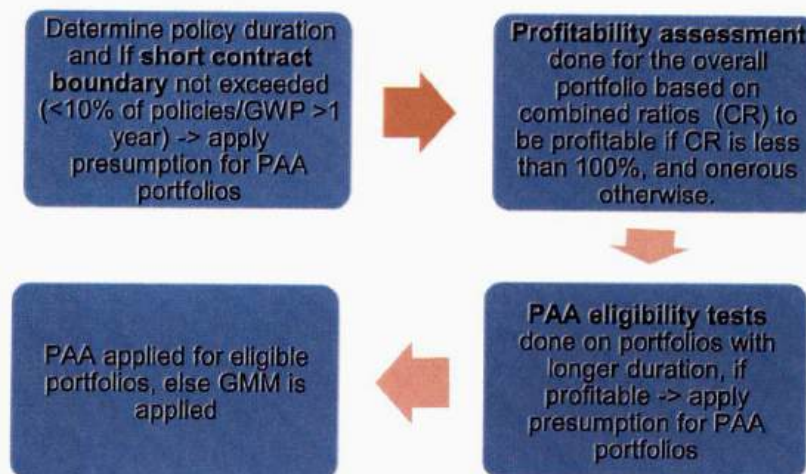 Determine policy duration
and If short contract
boundary not exceeded
(<10% of policies/GWP >1
year) -> apply
presumption for PAA
portfolios
Profitability assessment
done for the overall
portfolio based on
combined ratios (CR) to
be profitable if CR is less
than 100%, and onerous
otherwise.
PAA eligibility tests
done on portfolios with
longer duration, if
profitable -> apply
presumption for PAA
portfolios
PAA applied for eligible
portfolios, else GMM is
applied